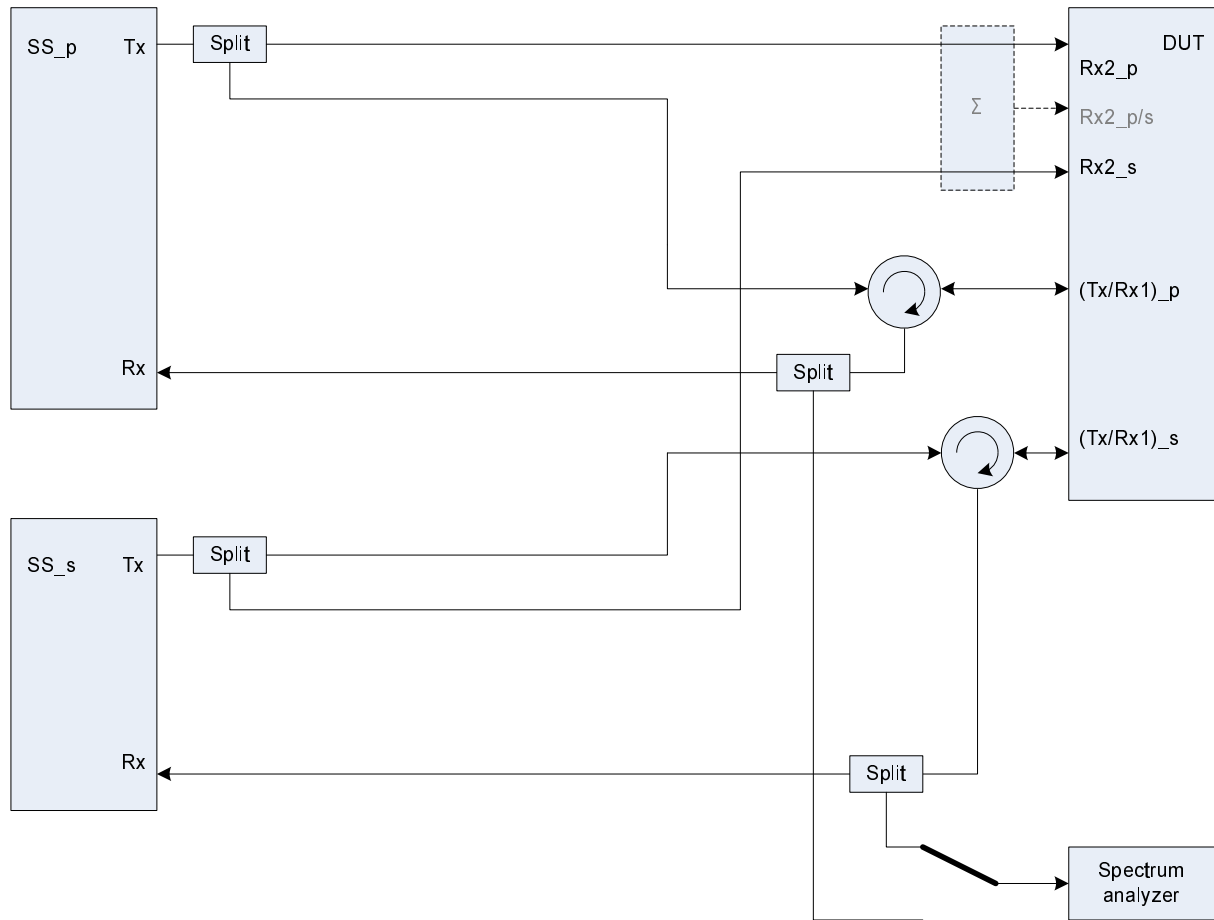 SS_p
Tx
Split
Σ
DUT
Rx2_p
Rx2_p/s
Rx2_s
(Tx/Rx1)_p
Rx
Split
(Tx/Rx1)_s
SS_s
Tx
Split
Rx
Split
Spectrum
analyzer